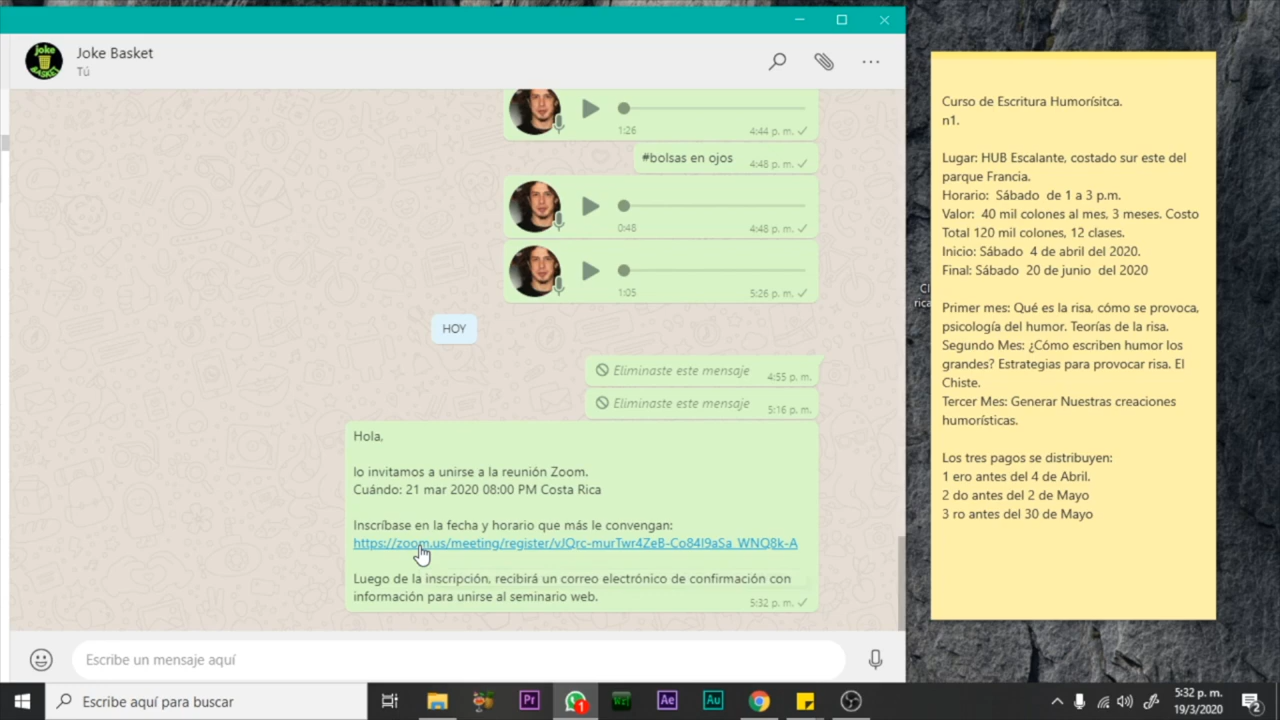 Joke Basket
Tú
joke
BASKET
1:26
4:44 p. m.
#bolsas en ojos
4:48 p. m.
0:48
4:48 p. m.
1:05
5:26 p. m.
HOY
Eliminaste este mensaje
4:55 p. m.
Eliminaste este mensaje
5:16 p. m.
Hola,
lo invitamos a unirse a la reunión Zoom.
Cuándo: 21 mar 2020 08:00 PM Costa Rica
Inscríbase en la fecha y horario que más le convengan:
https://zoom.us/meeting/register/vJQrc-murTwr4ZeB-Co84I9aSa_WNQ8k-A
Luego de la inscripción, recibirá un correo electrónico de confirmación con
información para unirse al seminario web.
5:32 p. m.
Escribe un mensaje aquí
Curso de Escritura Humorísitca.
n1.
Lugar: HUB Escalante, costado sur este del
parque Francia.
Horario: Sábado de 1 a 3 p.m.
Valor: 40 mil colones al mes, 3 meses. Costo
Total 120 mil colones, 12 clases.
Inicio: Sábado 4 de abril del 2020.
Final: Sábado 20 de junio del 2020
Primer mes: Qué es la risa, cómo se provoca,
psicología del humor. Teorías de la risa.
Segundo Mes: ¿Cómo escriben humor los
grandes? Estrategias para provocar risa. El
Chiste.
Tercer Mes: Generar Nuestras creaciones
humorísticas.
Los tres pagos se distribuyen:
1 ero antes del 4 de Abril.
2 do antes del 2 de Mayo
3 ro antes del 30 de Mayo
Escribe aquí para buscar
Pr
1
Ae
Au
5:32 p. m.
19/3/2020
2